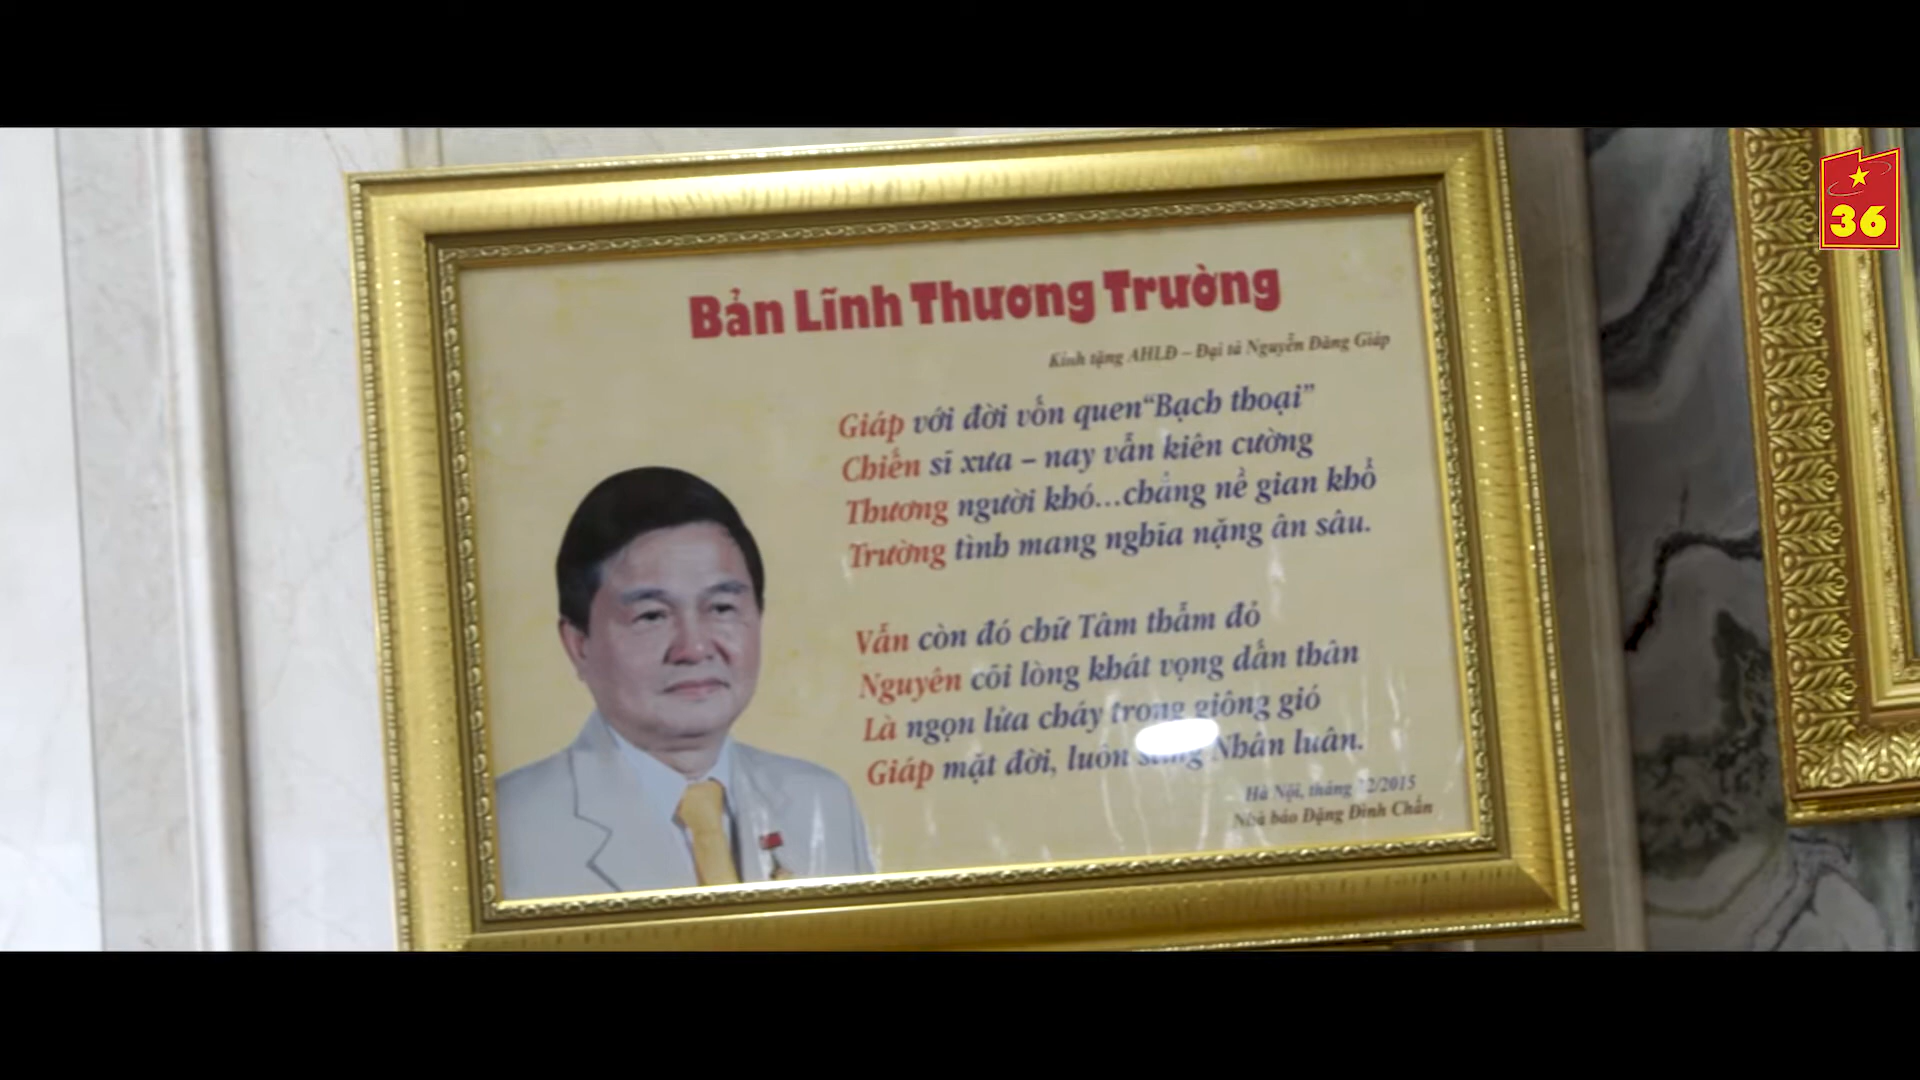 36
Bản Lĩnh Thương Trường
Kính tặng AHLĐ – Đại tá Nguyễn Đăng Giáp
Giáp với đời vốn quen “Bạch thoại”
Chiến sĩ xưa – nay vẫn kiên cường
Thương người khó...chẳng nề gian khổ
Trường tình mang nghĩa nặng ân sâu.
Vẫn còn đó chữ Tâm thắm đỏ
Nguyên cõi lòng khát vọng dấn thân
Là ngọn lửa cháy trong giông gió
Giáp mặt đời, luôn Nhân luân.
Hà Nội, tháng
Nhà báo Đặng Đình Chấn